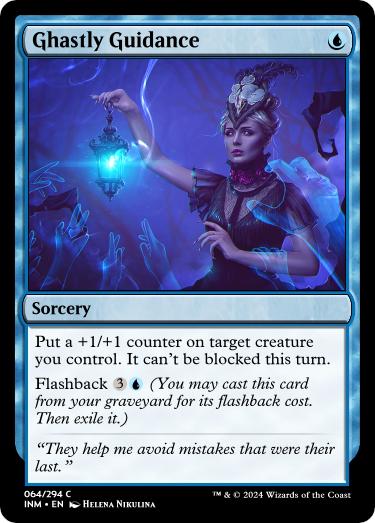 Ghastly Guidance
Sorcery
Put a +1/+1 counter on target creature
you control. It can't be blocked this turn.
Flashback 3 (You may cast this card
from your graveyard for its flashback cost.
Then exile it.)
“They help me avoid mistakes that were their
last.”
064/294 C
INM • EN Helena Nikulina
™ & © 2024 Wizards of the Coast